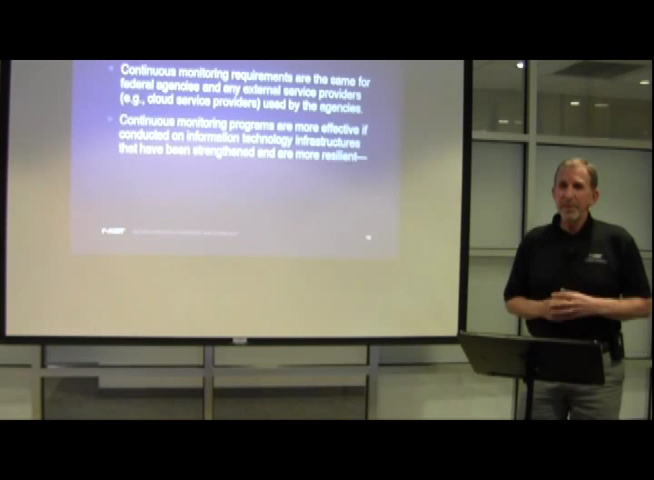 Continuous monitoring requirements are the same for
federal agencies and any external service providers
(e.g., cloud service providers) used by the agencies.
Continuous monitoring programs are more effective if
conducted on information technology infrastructures
that have been strengthened and are more resilient—